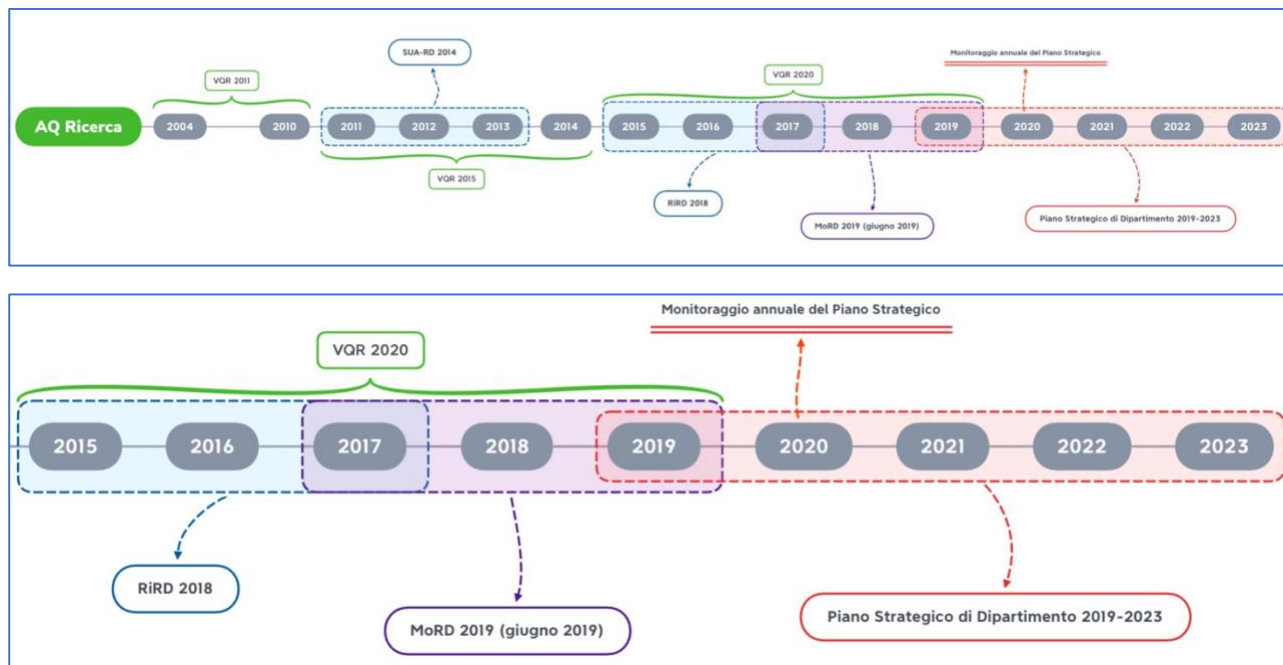 SUA-RD 2014
Monitoraggio annuale del Piano Strategico
VQR 2011
VQR 2020
AQ Ricerca
2004
2010
2011
2012
2013
2014
2015
2016
2017
2018
2019
2020
2021
2022
2023
VQR 2015
RiRD 2018
MoRD 2019 (giugno 2019)
Piano Strategico di Dipartimento 2019-2023
Monitoraggio annuale del Piano Strategico
VQR 2020
2015
2016
2017
2018
2019
2020
2021
2022
2023
RiRD 2018
MoRD 2019 (giugno 2019)
Piano Strategico di Dipartimento 2019-2023